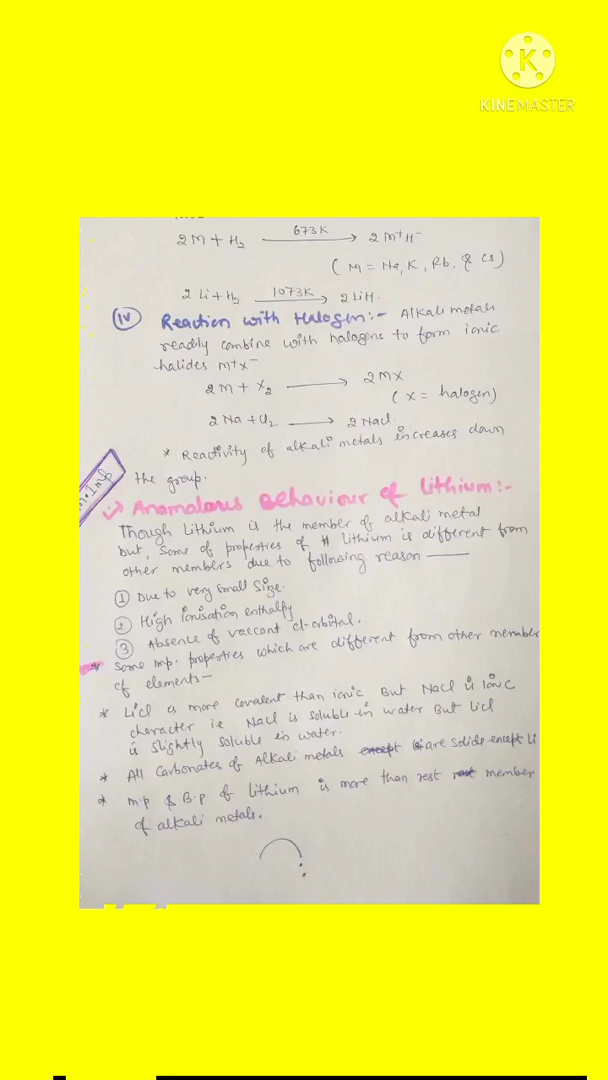 KINEMASTER
2M + H₂ 673K → 2M⁺H⁻
( M = Na, K, Rb, & Cs)
2 Li + H₂ 1073K → 2LiH.
(iv) Reaction with Halogen:- Alkali metals
readily combine with halogens to form ionic
halides M⁺X⁻
2M + X₂ → 2MX
( X = halogen)
2 Na + Cl₂ → 2 NaCl.
* Reactivity of alkali metals increases down
the group.
Imp.
Anomalous Behaviour of Lithium:-
Though Lithium is the member of alkali metal
but, some of properties of Lithium is different from
other members due to following reason —
① Due to very small size.
② High ionisation enthalpy
③ Absence of vaccant d-orbital.
* Some imp. properties which are different from other member
of elements—
* LiCl is more covalent than ionic But NaCl is Ionic
character i.e NaCl is soluble in water But LiCl
is slightly soluble in water.
* All Carbonates of Alkali metals except are solids except Li
* m.p & B.p of lithium is more than rest member
of alkali metals.